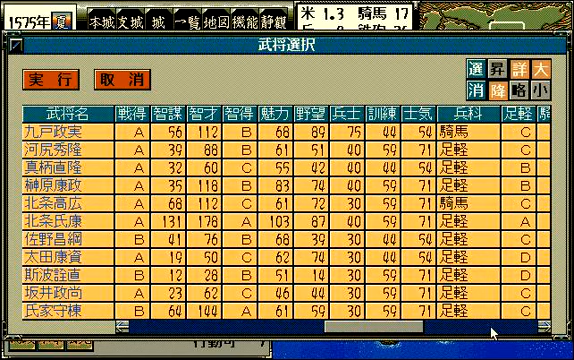 1575年 夏 本城 支城 城 一覧 地図 機能 静観 米 1.3 騎馬 17
武将選択
実行 取消 選 昇 詳 大
消 降 略 小
武将名 戦得 智謀 智才 智得 魅力 野望 兵士 訓練 士気 兵科 足軽 騎
九戸政実 A 56 112 B 68 89 75 44 54 騎馬 C
河尻秀隆 A 39 88 B 61 51 40 59 71 足軽 C
真柄直隆 A 32 60 C 55 42 40 44 54 足軽 B
榊原康政 A 35 118 B 83 74 40 59 71 足軽 B
北条高広 A 68 112 C 61 72 30 59 71 騎馬 C
北条氏康 A 131 178 A 103 87 40 59 71 足軽 A
佐野昌綱 B 41 76 B 68 39 30 44 54 足軽 C
太田康資 A 19 50 C 62 74 30 44 54 足軽 D
斯波詮直 B 12 28 B 51 14 30 59 71 足軽 D
坂井政尚 A 23 62 C 46 44 30 59 71 足軽 C
氏家守棟 B 64 144 A 61 59 30 59 71 足軽 C
行動可